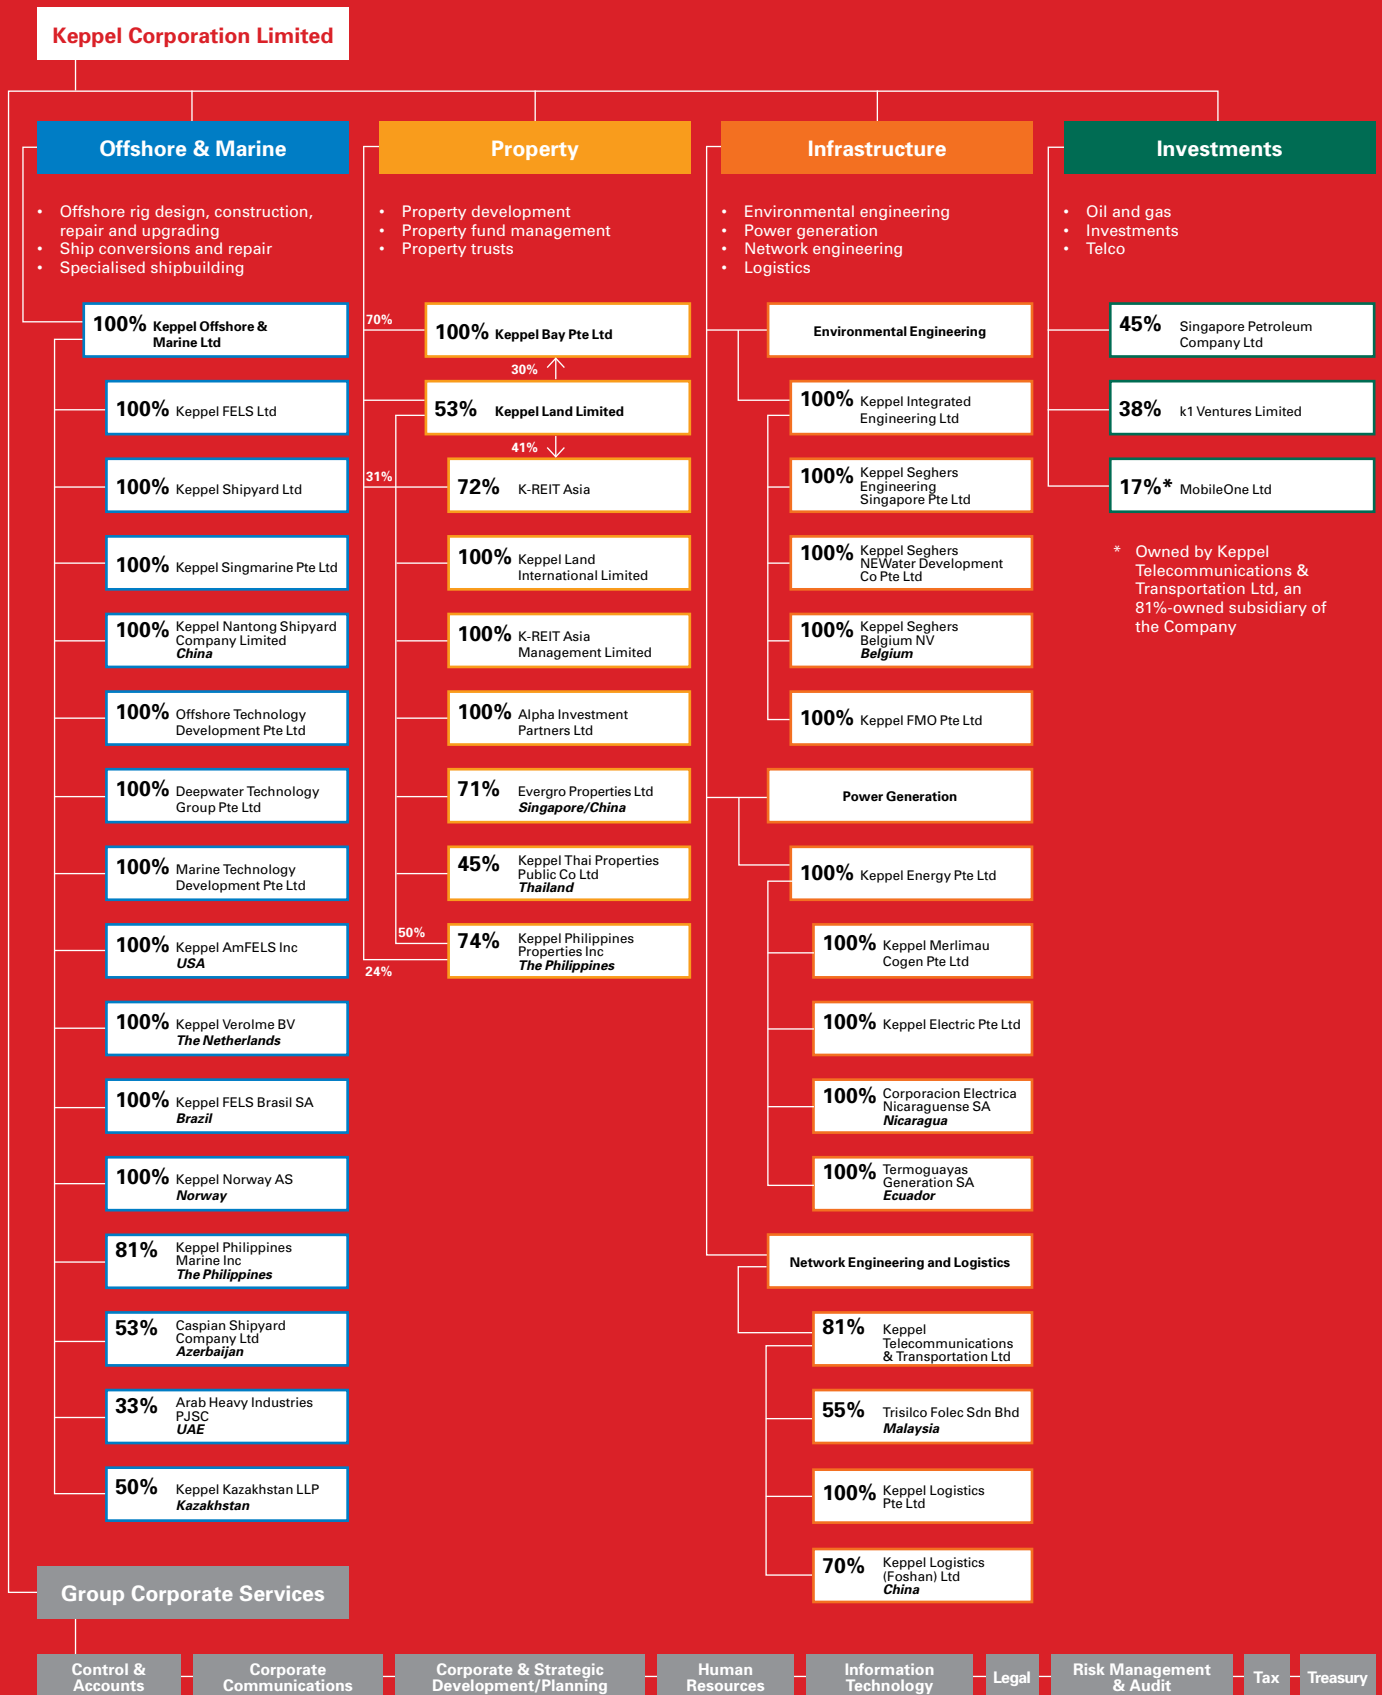 Keppel Corporation Limited
Offshore & Marine
• Offshore rig design, construction,
repair and upgrading
• Ship conversions and repair
• Specialised shipbuilding
100% Keppel Offshore &
Marine Ltd
100% Keppel FELS Ltd
100% Keppel Shipyard Ltd
100% Keppel Singmarine Pte Ltd
100% Keppel Nantong Shipyard
Company Limited
China
100% Offshore Technology
Development Pte Ltd
100% Deepwater Technology
Group Pte Ltd
100% Marine Technology
Development Pte Ltd
100% Keppel AmFELS Inc
USA
100% Keppel Verolme BV
The Netherlands
100% Keppel FELS Brasil SA
Brazil
100% Keppel Norway AS
Norway
81% Keppel Philippines
Marine Inc
The Philippines
53% Caspian Shipyard
Company Ltd
Azerbaijan
33% Arab Heavy Industries
PJSC
UAE
50% Keppel Kazakhstan LLP
Kazakhstan
Property
• Property development
• Property fund management
• Property trusts
70%
100% Keppel Bay Pte Ltd
30%
53% Keppel Land Limited
41%
31%
72% K-REIT Asia
100% Keppel Land
International Limited
100% K-REIT Asia
Management Limited
100% Alpha Investment
Partners Ltd
71% Evergro Properties Ltd
Singapore/China
45% Keppel Thai Properties
Public Co Ltd
Thailand
50%
74% Keppel Philippines
Properties Inc
The Philippines
24%
Infrastructure
• Environmental engineering
• Power generation
• Network engineering
• Logistics
Environmental Engineering
100% Keppel Integrated
Engineering Ltd
100% Keppel Seghers
Engineering
Singapore Pte Ltd
100% Keppel Seghers
NEWater Development
Co Pte Ltd
100% Keppel Seghers
Belgium NV
Belgium
100% Keppel FMO Pte Ltd
Power Generation
100% Keppel Energy Pte Ltd
100% Keppel Merlimau
Cogen Pte Ltd
100% Keppel Electric Pte Ltd
100% Corporacion Electrica
Nicaraguense SA
Nicaragua
100% Termoguayas
Generation SA
Ecuador
Network Engineering and Logistics
81% Keppel
Telecommunications
& Transportation Ltd
55% Trisilco Folec Sdn Bhd
Malaysia
100% Keppel Logistics
Pte Ltd
70% Keppel Logistics
(Foshan) Ltd
China
Investments
• Oil and gas
• Investments
• Telco
45% Singapore Petroleum
Company Ltd
38% k1 Ventures Limited
17%* MobileOne Ltd
* Owned by Keppel
Telecommunications &
Transportation Ltd, an
81%-owned subsidiary of
the Company
Group Corporate Services
Control &
Accounts
Corporate
Communications
Corporate & Strategic
Development/Planning
Human
Resources
Information
Technology
Legal
Risk Management
& Audit
Tax
Treasury